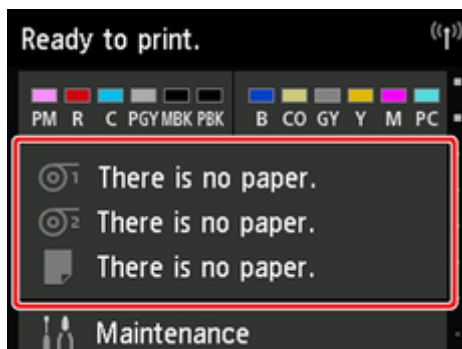 Ready to print.
PM R C PGY MBK PBK B CO GY Y M PC
1 There is no paper.
2 There is no paper.
There is no paper.
Maintenance